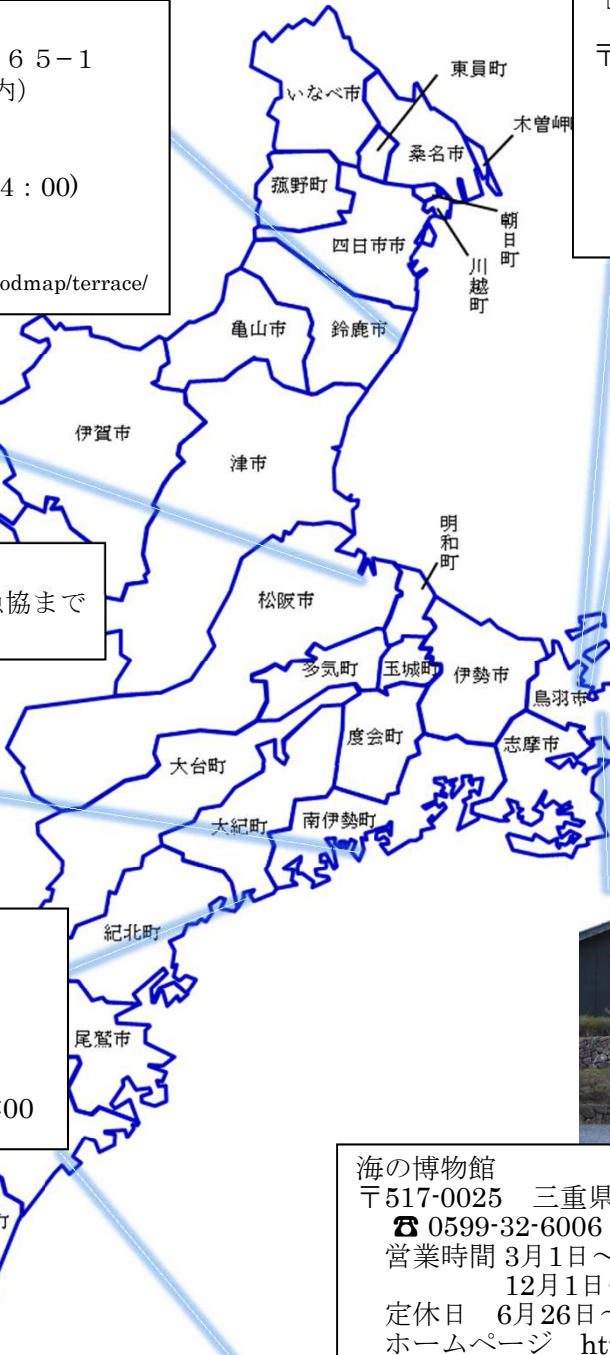 ６５−１
内）
4：00)
odmap/terrace/
〒
いなべ市
東員町
木曽岬
桑名市
菰野町
朝日町
四日市市
川越町
亀山市
鈴鹿市
伊賀市
津市
明和町
協まで
松阪市
多気町
玉城町
伊勢市
鳥羽市
度会町
志摩市
大台町
大紀町
南伊勢町
紀北町
尾鷲市
:00
町
海の博物館
〒517-0025　三重県
☎ 0599-32-6006
営業時間 3月1日～
12月1日
定休日　6月26日～
ホームページ　htt